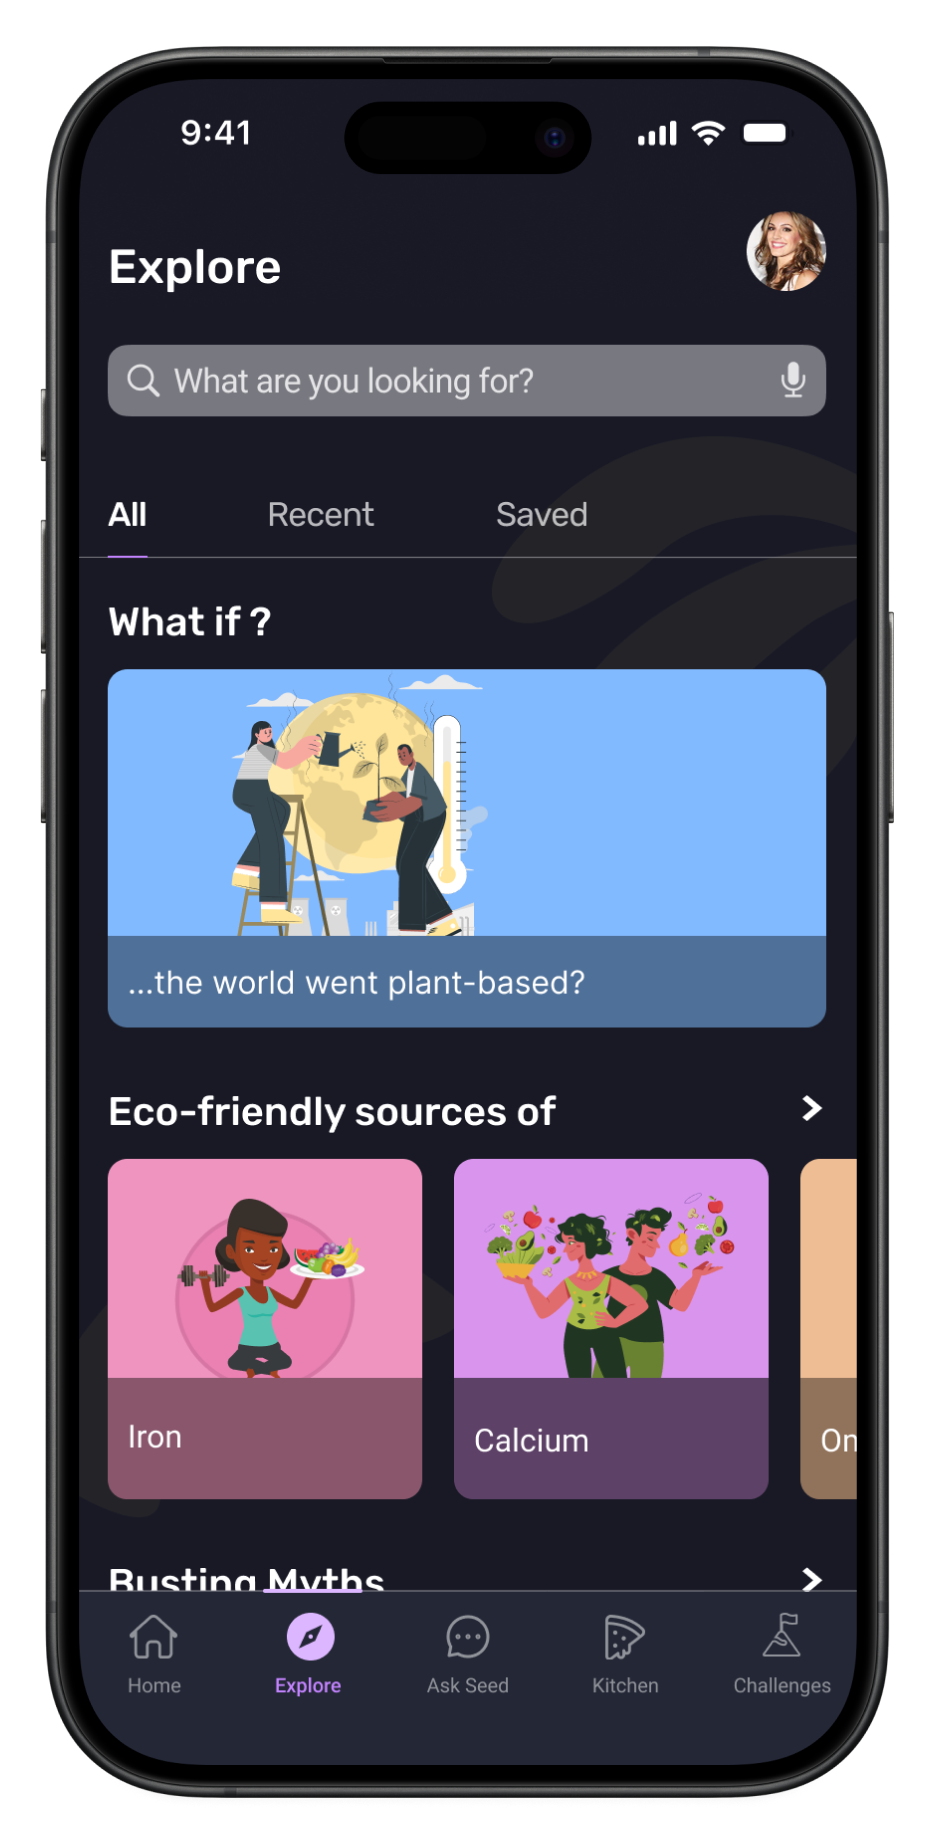 9:41
Explore
What are you looking for?
All Recent Saved
What if ?
...the world went plant-based?
Eco-friendly sources of
Iron
Calcium
On
Busting Myths
Home Explore Ask Seed Kitchen Challenges